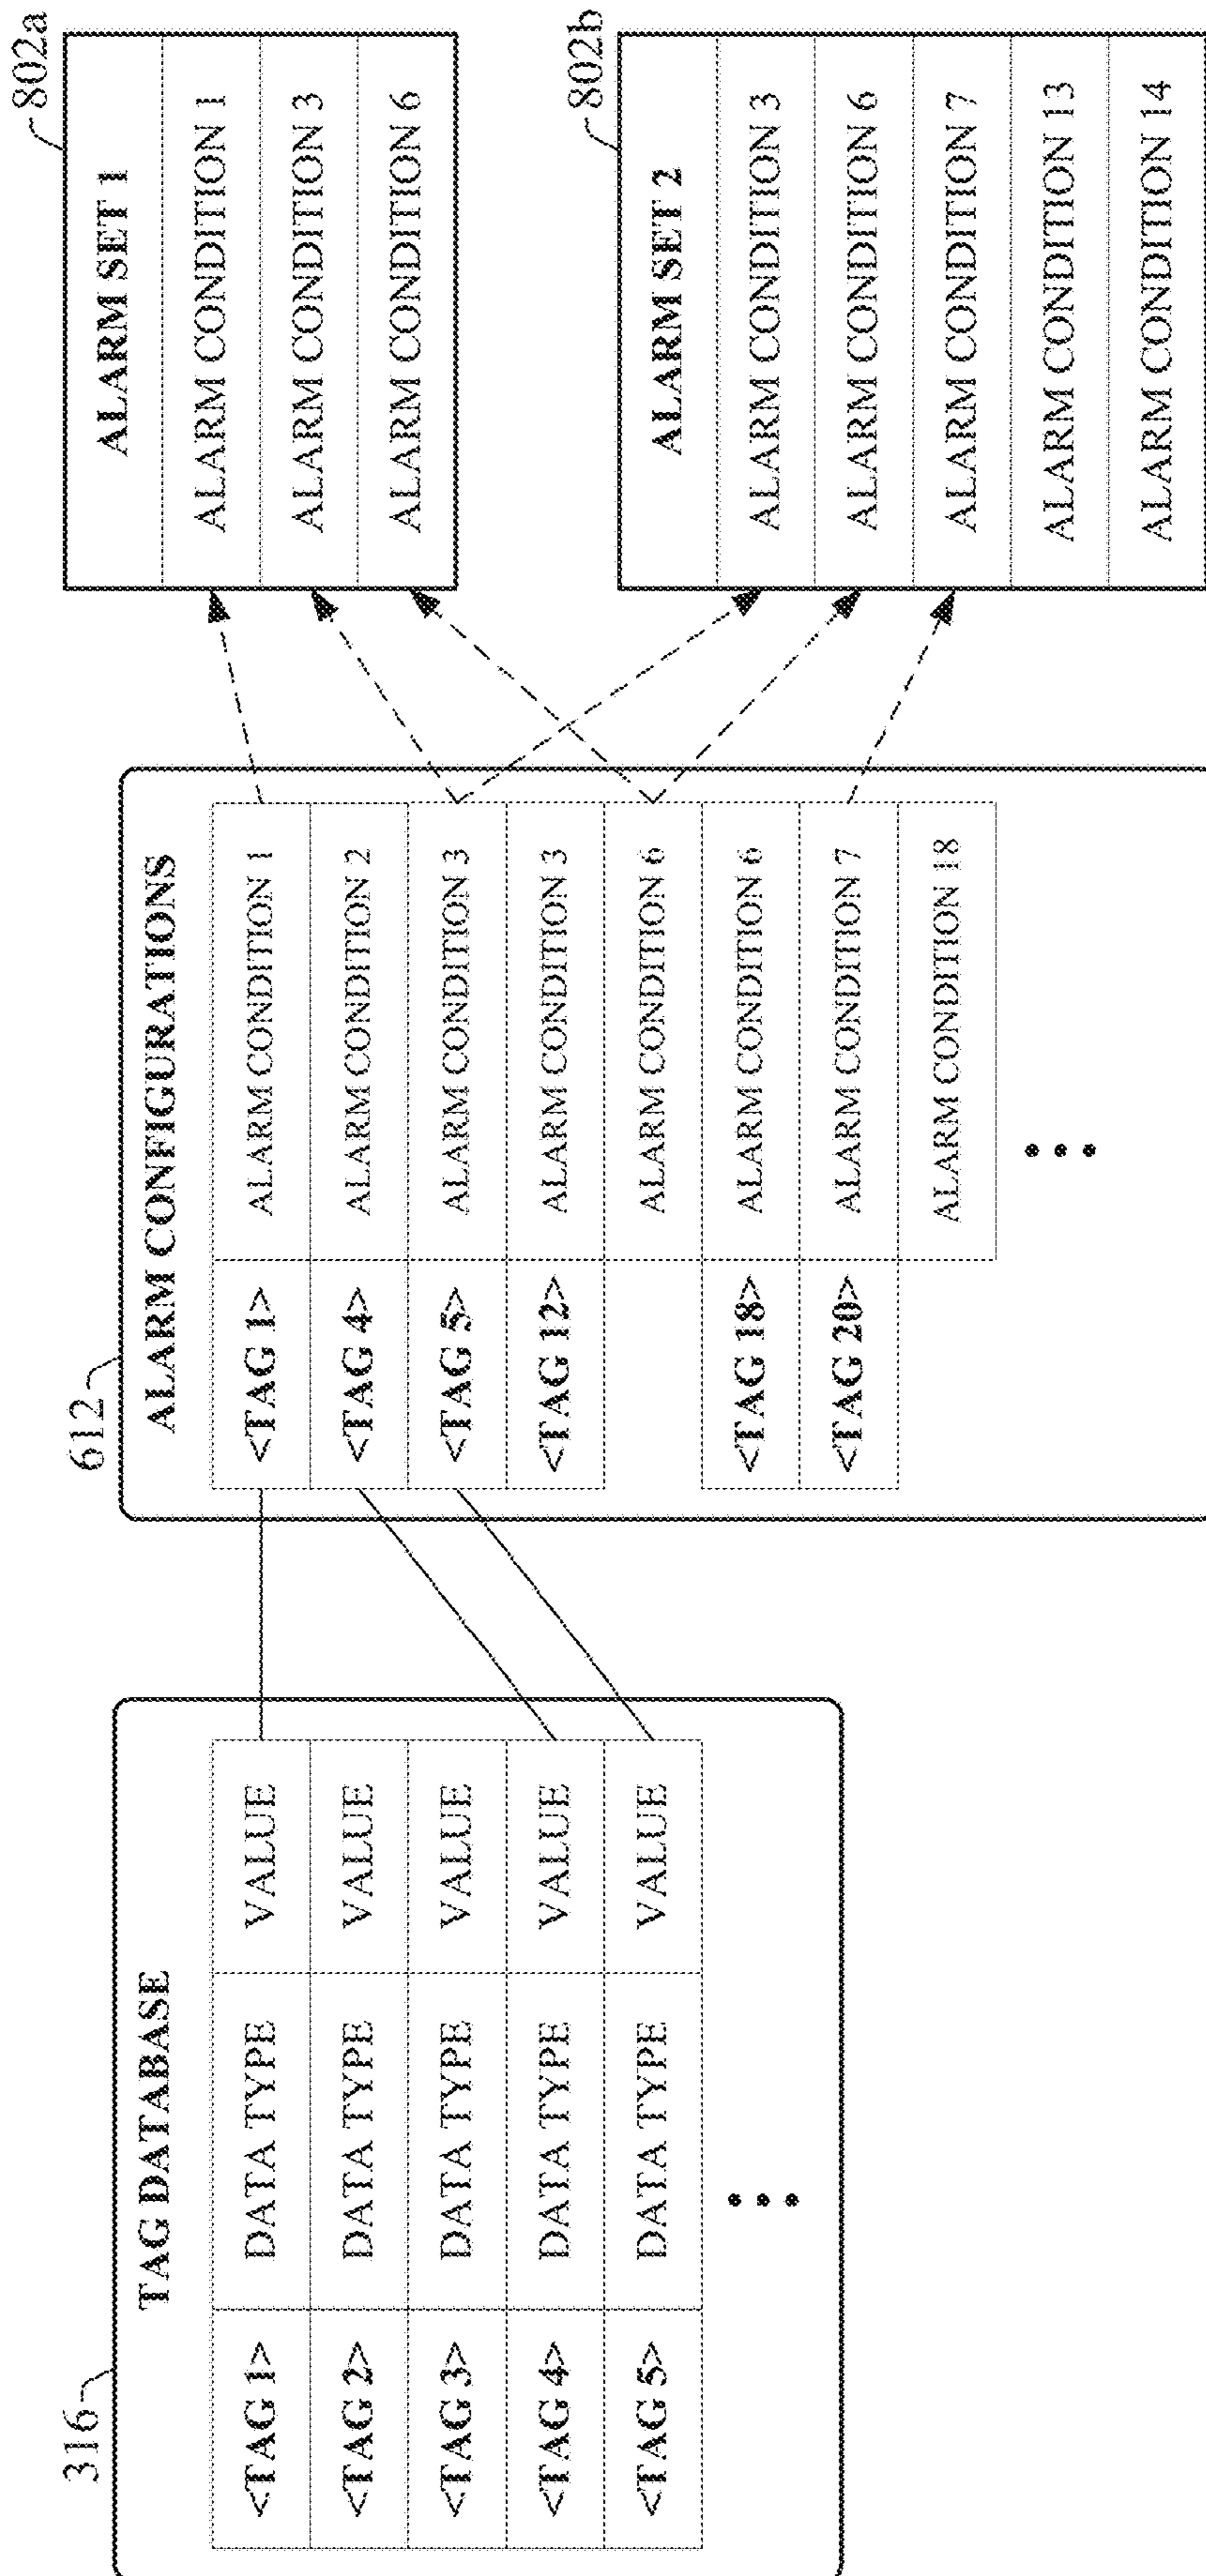 316
TAG DATABASE
<TAG 1> DATA TYPE VALUE
<TAG 2> DATA TYPE VALUE
<TAG 3> DATA TYPE VALUE
<TAG 4> DATA TYPE VALUE
<TAG 5> DATA TYPE VALUE
612
ALARM CONFIGURATIONS
<TAG 1> ALARM CONDITION 1
<TAG 4> ALARM CONDITION 2
<TAG 5> ALARM CONDITION 3
<TAG 12> ALARM CONDITION 3
ALARM CONDITION 6
<TAG 18> ALARM CONDITION 6
<TAG 20> ALARM CONDITION 7
ALARM CONDITION 18
802a
ALARM SET 1
ALARM CONDITION 1
ALARM CONDITION 3
ALARM CONDITION 6
802b
ALARM SET 2
ALARM CONDITION 3
ALARM CONDITION 6
ALARM CONDITION 7
ALARM CONDITION 13
ALARM CONDITION 14